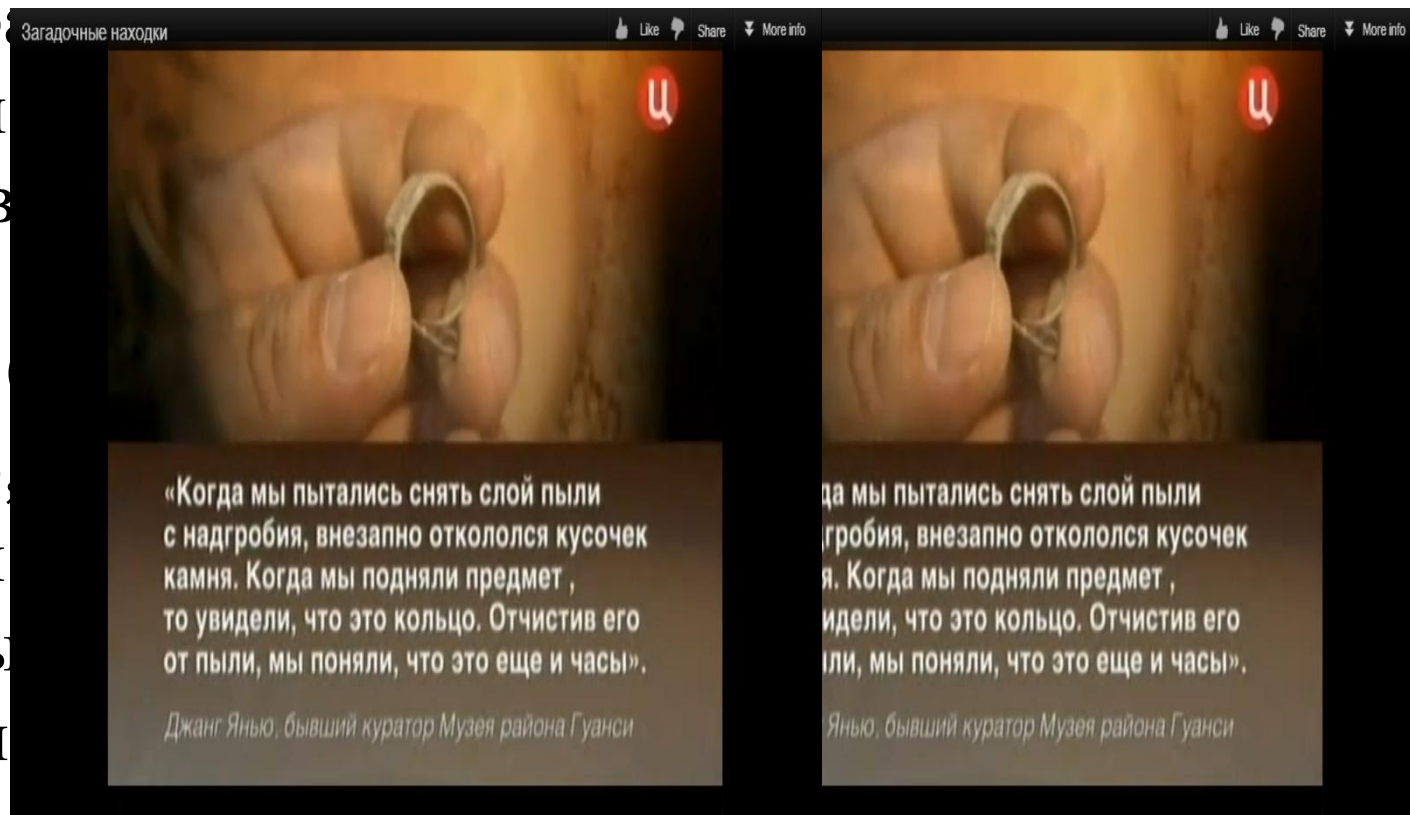 Загадочные находки
Like Share More info
Like Share More info
Ц
«Когда мы пытались снять слой пыли
с надгробия, внезапно откололся кусочек
камня. Когда мы подняли предмет ,
то увидели, что это кольцо. Отчистив его
от пыли, мы поняли, что это еще и часы».
Джанг Янью, бывший куратор Музея района Гуанси
Ц
да мы пытались снять слой пыли
гробия, внезапно откололся кусочек
я. Когда мы подняли предмет ,
идели, что это кольцо. Отчистив его
ли, мы поняли, что это еще и часы».
Янью, бывший куратор Музея района Гуанси